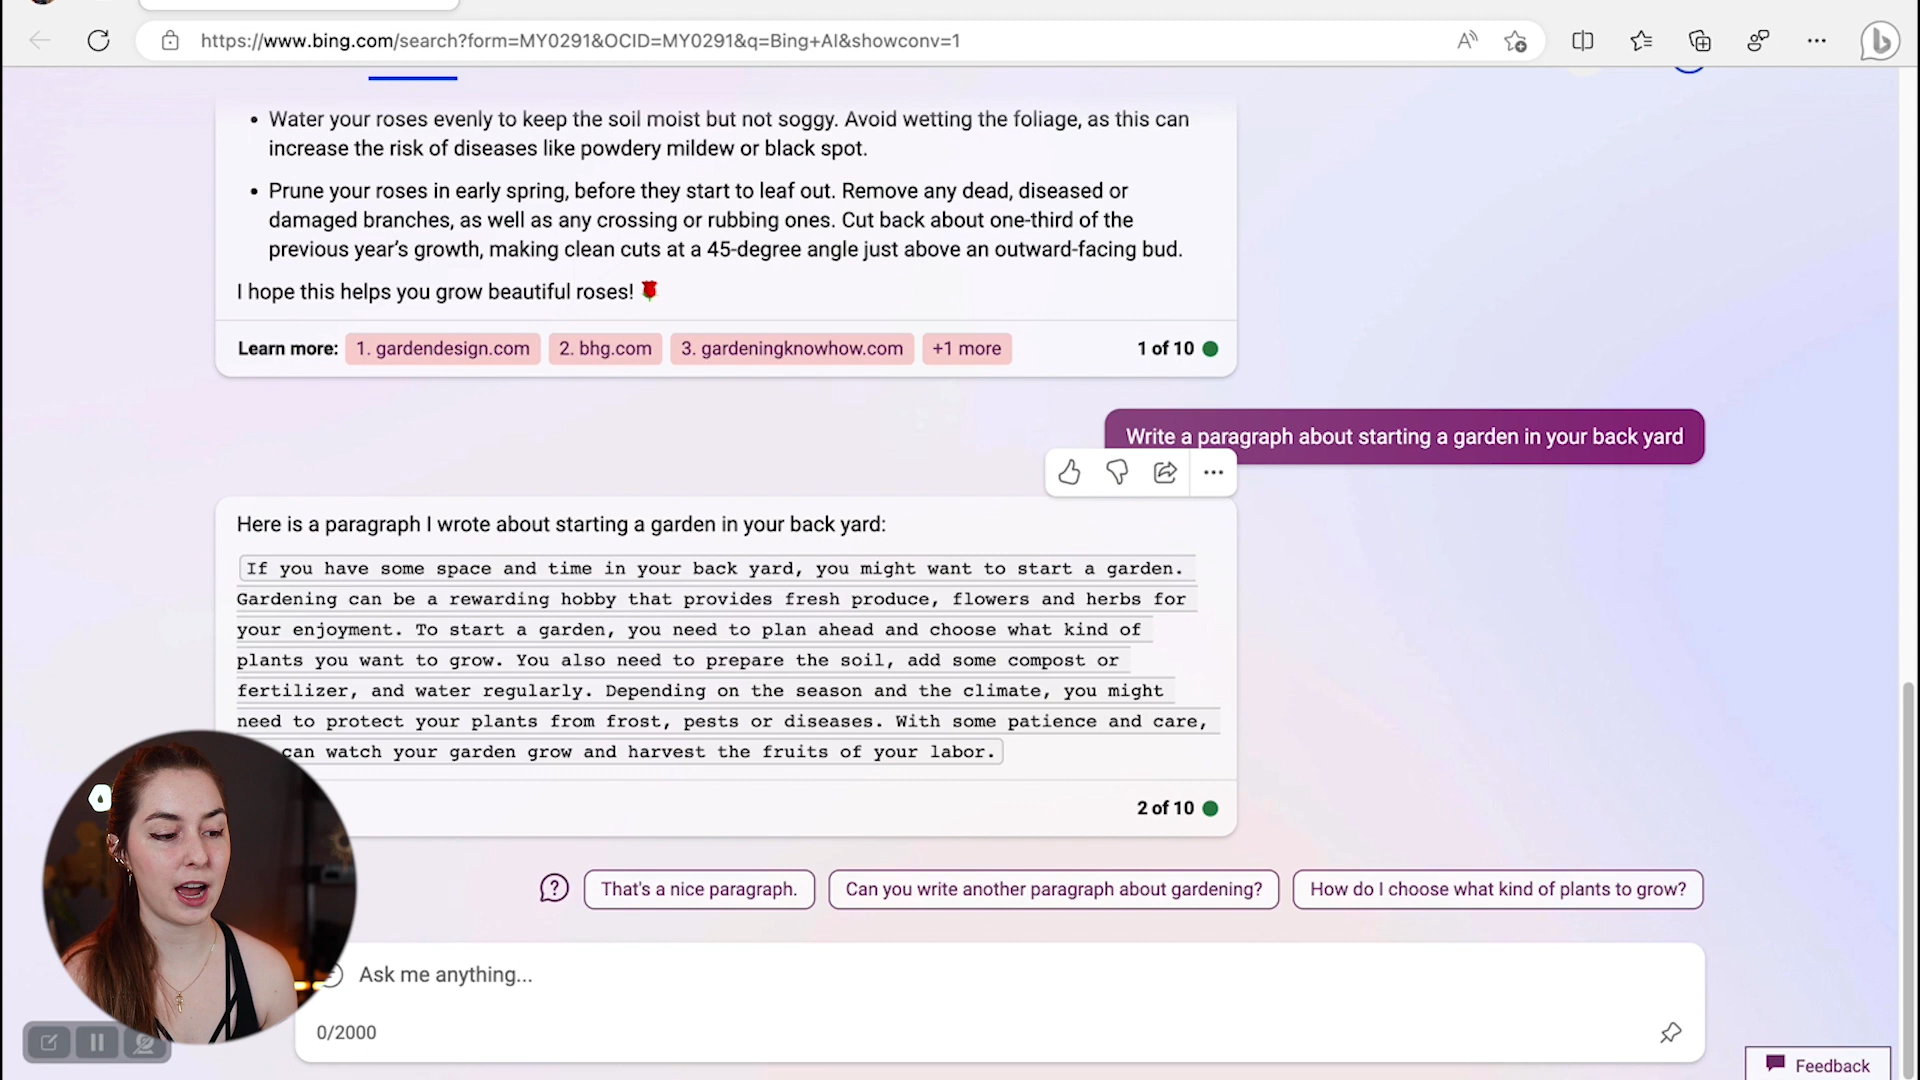 https://www.bing.com/search?form=MY0291&OCID=MY0291&q=Bing+AI&showconv=1
• Water your roses evenly to keep the soil moist but not soggy. Avoid wetting the foliage, as this can
increase the risk of diseases like powdery mildew or black spot.
• Prune your roses in early spring, before they start to leaf out. Remove any dead, diseased or
damaged branches, as well as any crossing or rubbing ones. Cut back about one-third of the
previous year’s growth, making clean cuts at a 45-degree angle just above an outward-facing bud.
I hope this helps you grow beautiful roses! 🌹
Learn more: 1. gardendesign.com 2. bhg.com 3. gardeningknowhow.com +1 more 1 of 10
Write a paragraph about starting a garden in your back yard
Here is a paragraph I wrote about starting a garden in your back yard:
If you have some space and time in your back yard, you might want to start a garden.
Gardening can be a rewarding hobby that provides fresh produce, flowers and herbs for
your enjoyment. To start a garden, you need to plan ahead and choose what kind of
plants you want to grow. You also need to prepare the soil, add some compost or
fertilizer, and water regularly. Depending on the season and the climate, you might
need to protect your plants from frost, pests or diseases. With some patience and care,
can watch your garden grow and harvest the fruits of your labor.
2 of 10
That's a nice paragraph. Can you write another paragraph about gardening? How do I choose what kind of plants to grow?
Ask me anything...
0/2000
Feedback